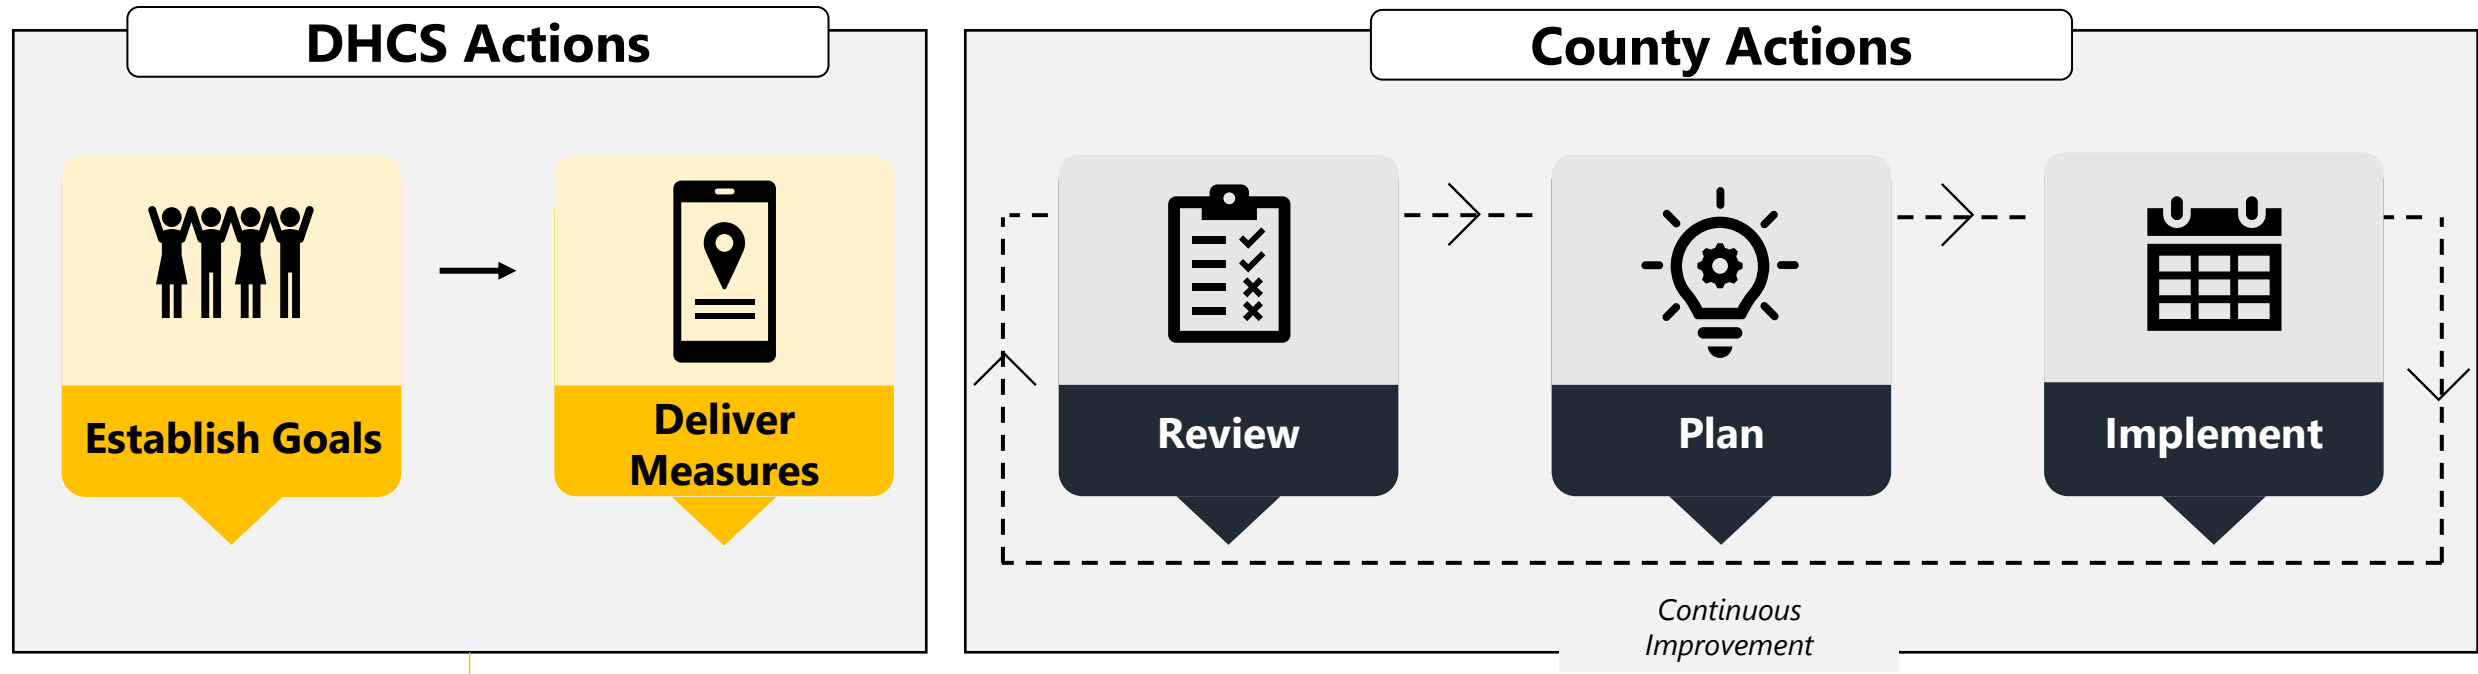 DHCS Actions
Establish Goals
Deliver
Measures
County Actions
Review
Plan
Implement
Continuous
Improvement